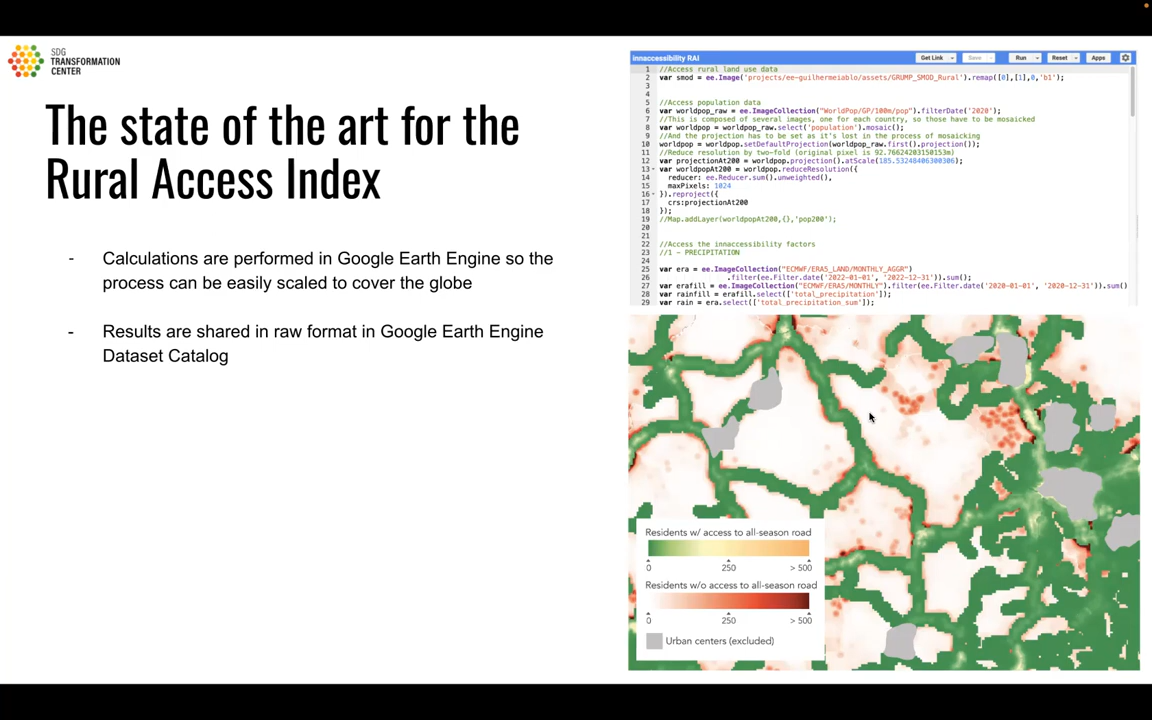 SDG
TRANSFORMATION
CENTER
The state of the art for the
Rural Access Index
- Calculations are performed in Google Earth Engine so the
process can be easily scaled to cover the globe
- Results are shared in raw format in Google Earth Engine
Dataset Catalog
innaccessibility RAI
Get Link Save Run Reset Apps
1 //Access rural land use data
2 var smod = ee.Image('projects/ee-guilhermeiablo/assets/GRUMP_SMOD_Rural').remap([0],[1],0,'b1');
3
4
5 //Access population data
6 var worldpop_raw = ee.ImageCollection("WorldPop/GP/100m/pop").filterDate('2020');
7 //This is composed of several images, one for each country, so those have to be mosaicked
8 var worldpop = worldpop_raw.select('population').mosaic();
9 //And the projection has to be set as it's lost in the process of mosaicking
10 worldpop = worldpop.setDefaultProjection(worldpop_raw.first().projection());
11 //Reduce resolution by two-fold (original pixel is 92.76624203150153m)
12 var projectionAt200 = worldpop.projection().atScale(185.53248406300306);
13 var worldpopAt200 = worldpop.reduceResolution({
14 reducer: ee.Reducer.sum().unweighted(),
15 maxPixels: 1024
16 }).reproject({
17 crs:projectionAt200
18 });
19 //Map.addLayer(worldpopAt200,{},'pop200');
20
21
22 //Access the innaccessibility factors
23 //1 - PRECIPITATION
24
25 var era = ee.ImageCollection("ECMWF/ERA5_LAND/MONTHLY_AGGR")
26 .filter(ee.Filter.date('2022-01-01', '2022-12-31')).sum();
27 var erafill = ee.ImageCollection("ECMWF/ERA5/MONTHLY").filter(ee.Filter.date('2020-01-01', '2020-12-31')).sum()
28 var rainfill = erafill.select(['total_precipitation']);
29 var rain = era.select(['total_precipitation_sum']);
Residents w/ access to all-season road
0 250 > 500
Residents w/o access to all-season road
0 250 > 500
Urban centers (excluded)